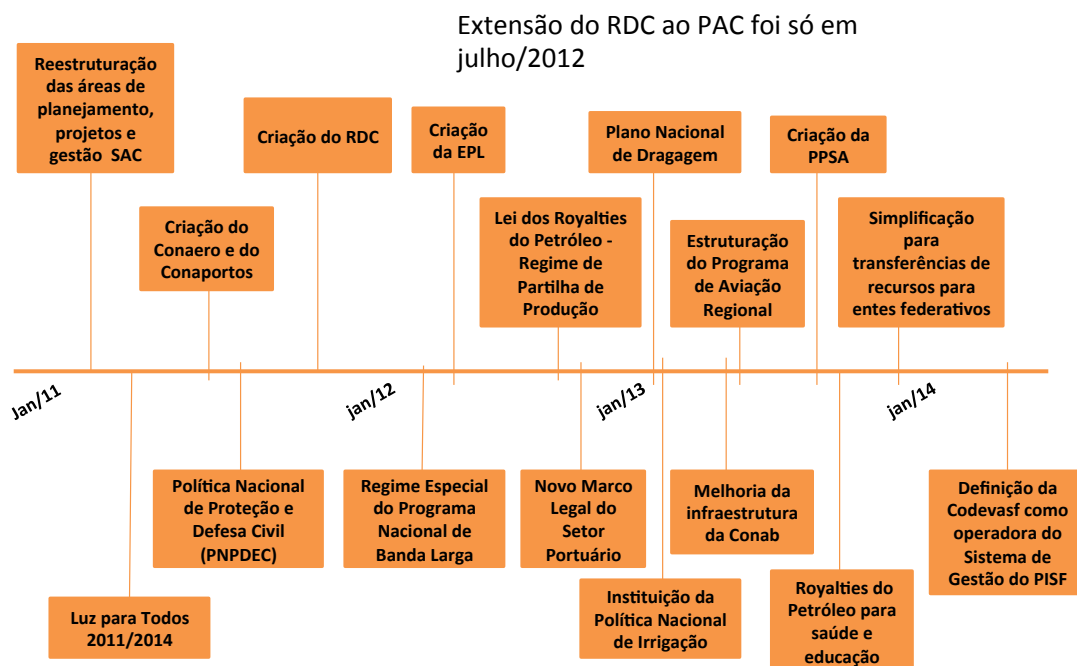 Extensão do RDC ao PAC foi só em
julho/2012
Reestruturação
das áreas de
planejamento,
projetos e
gestão SAC
Criação do RDC
Criação
da EPL
Plano Nacional
de Dragagem
Criação da
PPSA
Criação do
Conaero e do
Conaportos
Lei dos Royalties
do Petróleo -
Regime de
Partilha de
Produção
Estruturação
do Programa
de Aviação
Regional
Simplificação
para
transferências de
recursos para
entes federativos
Jan/11
jan/12
jan/13
jan/14
Política Nacional
de Proteção e
Defesa Civil
(PNPDEC)
Regime Especial
do Programa
Nacional de
Banda Larga
Novo Marco
Legal do
Setor
Portuário
Melhoria da
infraestrutura
da Conab
Definição da
Codevasf como
operadora do
Sistema de
Gestão do PISF
Luz para Todos
2011/2014
Instituição da
Política Nacional
de Irrigação
Royalties do
Petróleo para
saúde e
educação